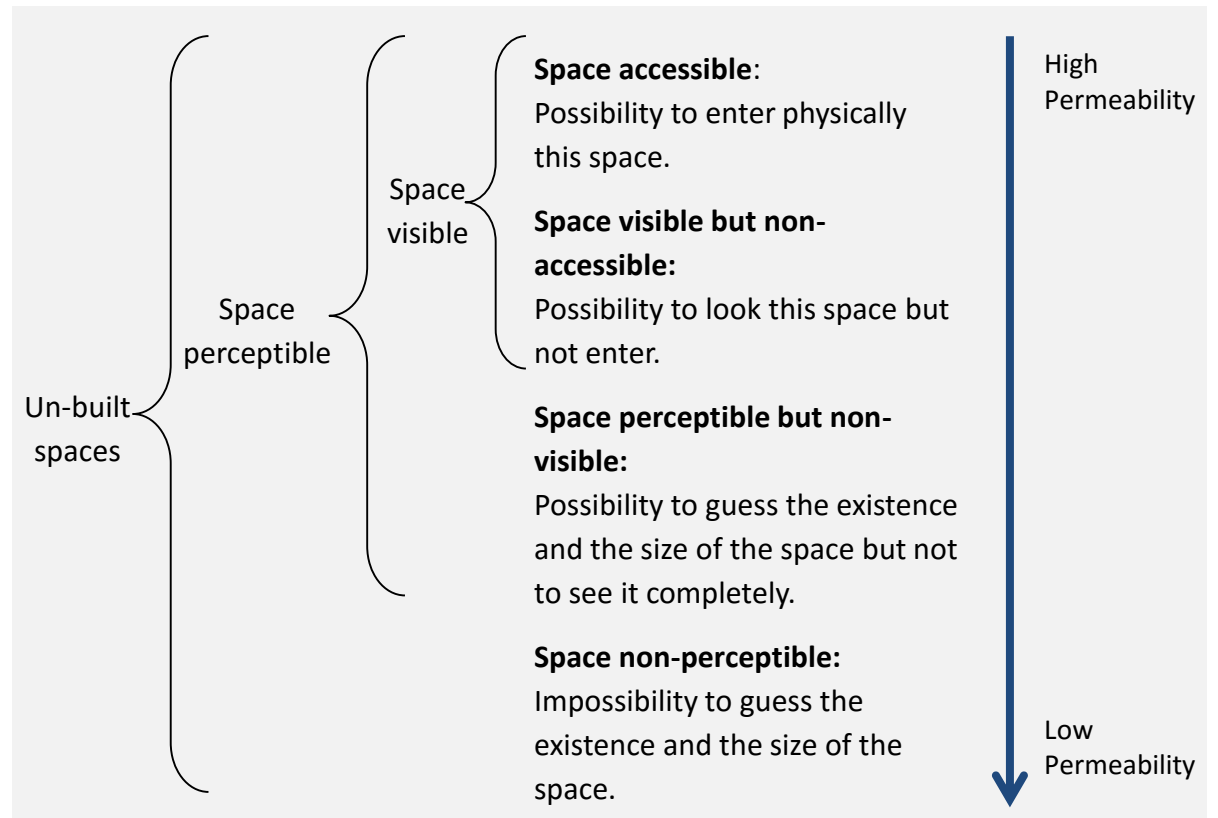 Un-built
spaces
Space
perceptible
Space
visible
Space accessible:
Possibility to enter physically
this space.
Space visible but non-
accessible:
Possibility to look this space but
not enter.
Space perceptible but non-
visible:
Possibility to guess the existence
and the size of the space but not
to see it completely.
Space non-perceptible:
Impossibility to guess the
existence and the size of the
space.
High
Permeability
Low
Permeability